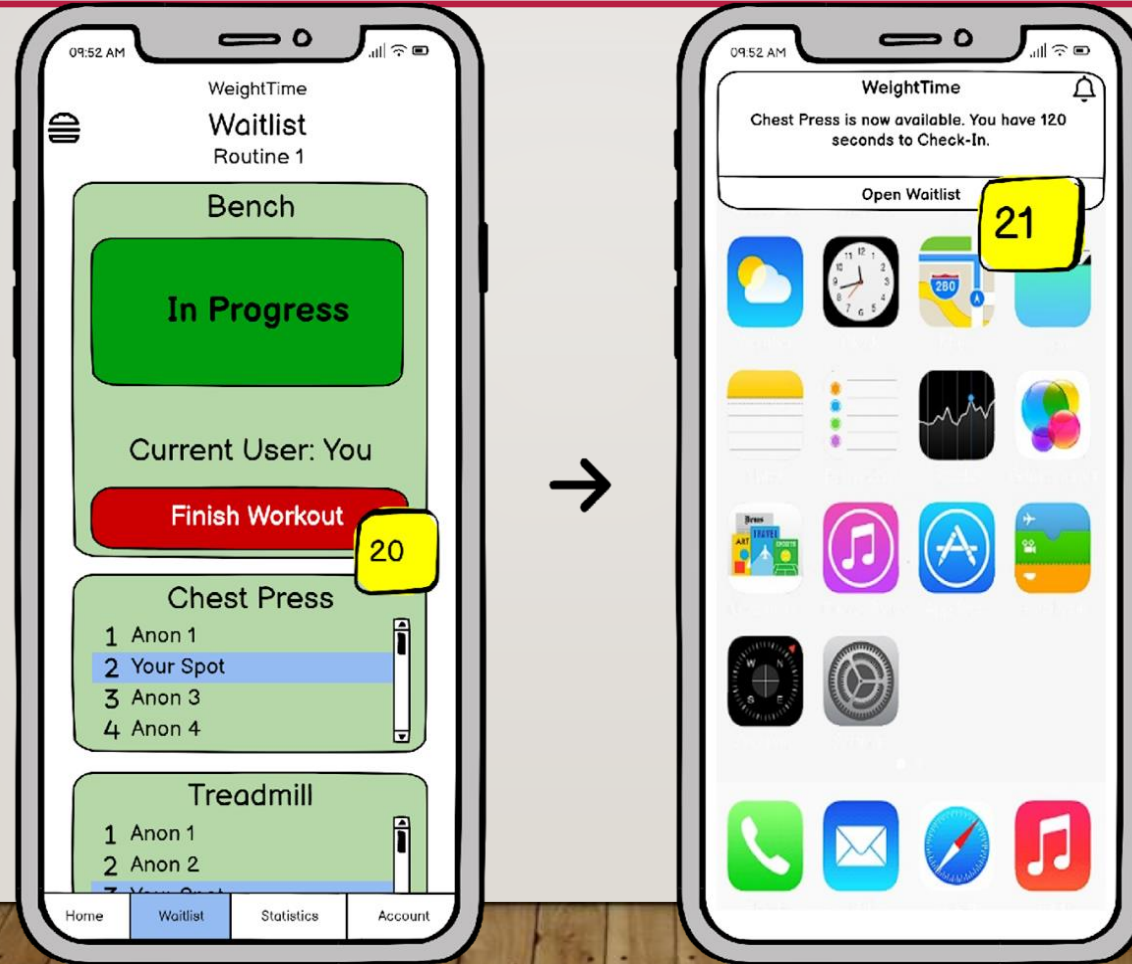 09:52 AM
WeightTime
Waitlist
Routine 1
Bench
In Progress
Current User: You
Finish Workout
20
Chest Press
1 Anon 1
2 Your Spot
3 Anon 3
4 Anon 4
Treadmill
1 Anon 1
2 Anon 2
Home Waitlist Statistics Account
09:52 AM
WeightTime
Chest Press is now available. You have 120
seconds to Check-In.
Open Waitlist
21
280